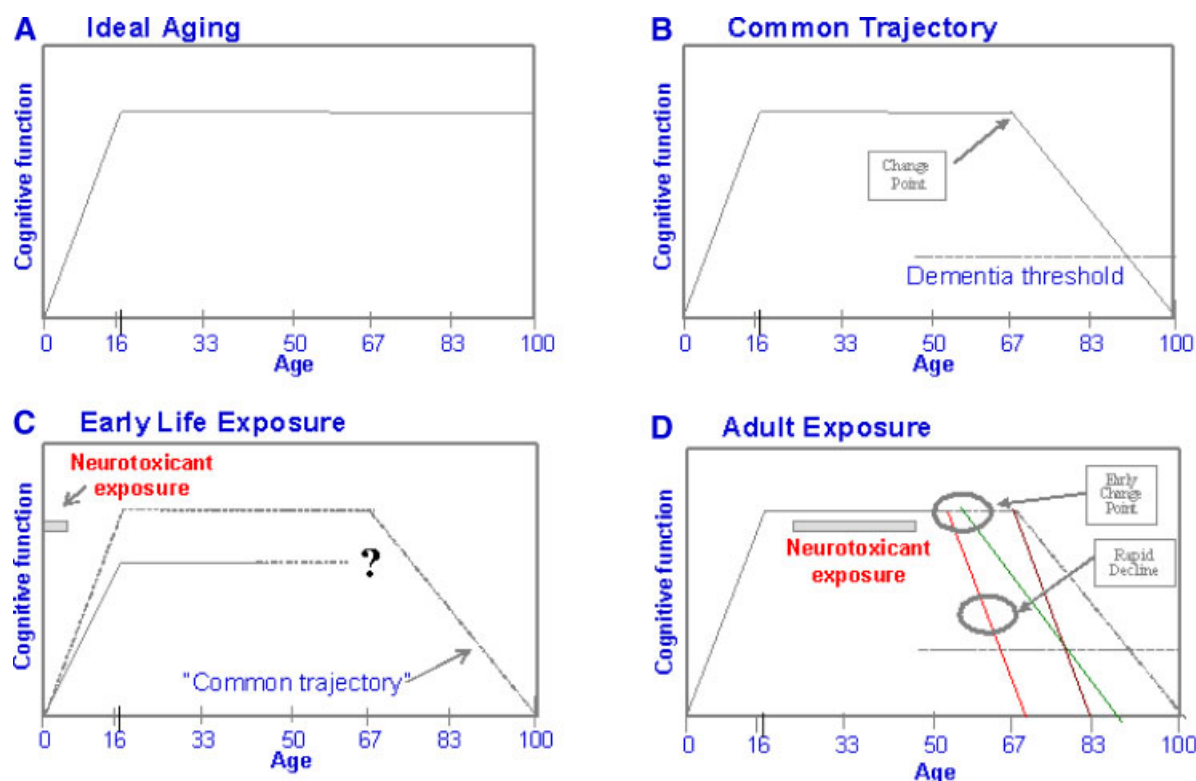 A Ideal Aging
Cognitive function
0 16 33 50 67 83 100
Age
B Common Trajectory
Cognitive function
Change
Point
Dementia threshold
0 16 33 50 67 83 100
Age
C Early Life Exposure
Neurotoxicant
exposure
Cognitive function
?
"Common trajectory"
0 16 33 50 67 83 100
Age
D Adult Exposure
Cognitive function
Early
Change
Point
Neurotoxicant
exposure
Rapid
Decline
0 16 33 50 67 83 100
Age